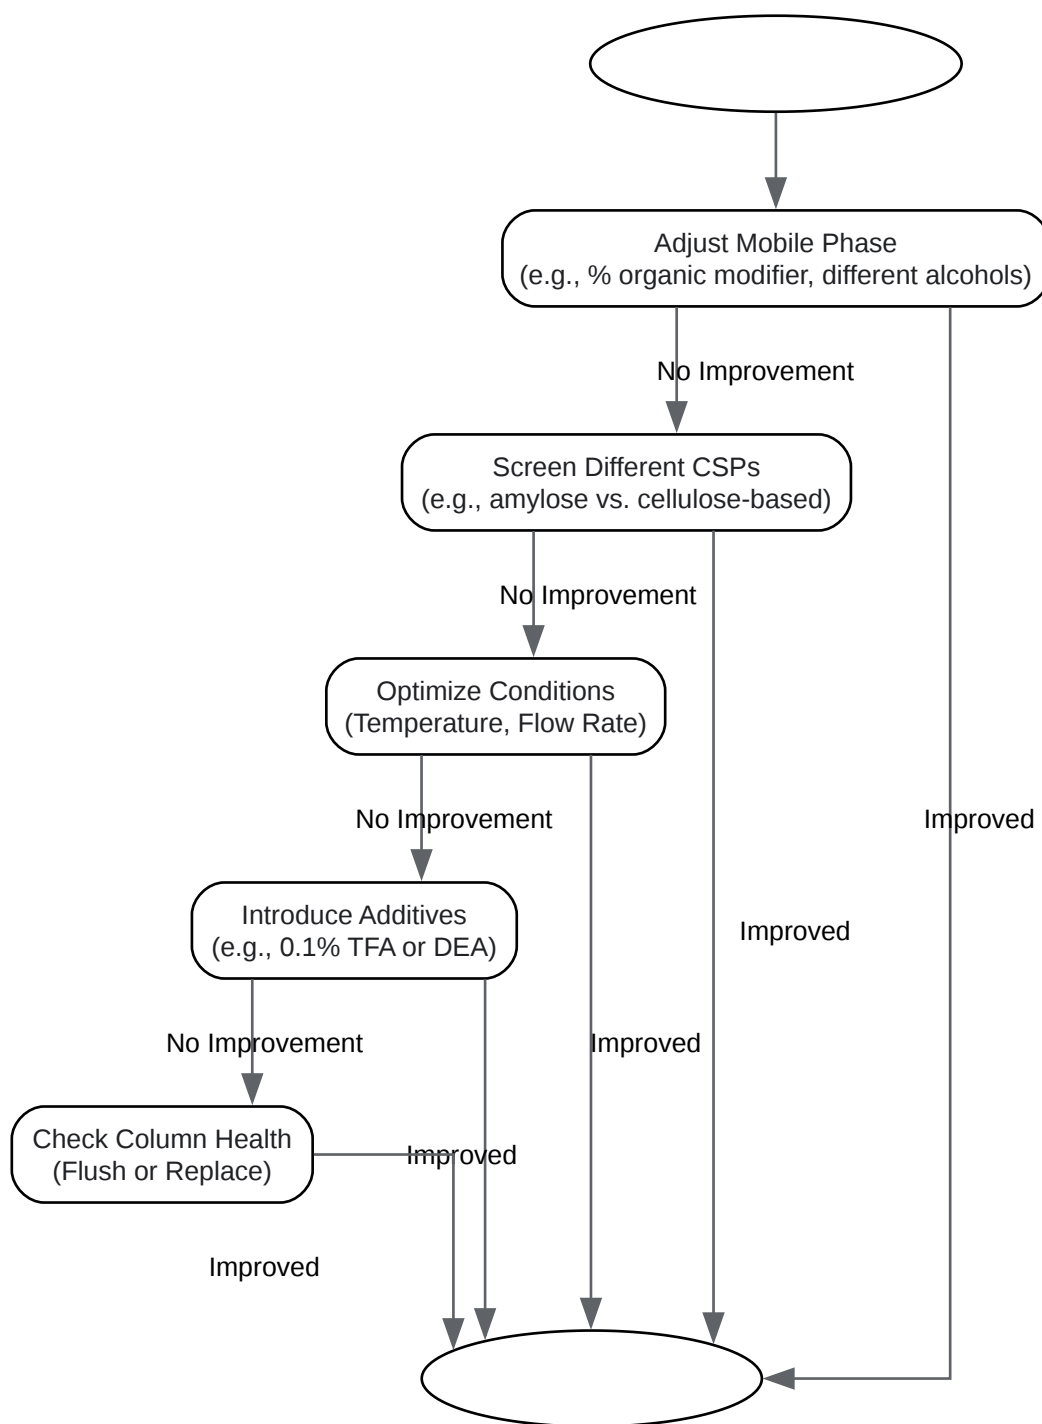 Adjust Mobile Phase
(e.g., % organic modifier, different alcohols)
No Improvement
Screen Different CSPs
(e.g., amylose vs. cellulose-based)
No Improvement
Optimize Conditions
(Temperature, Flow Rate)
No Improvement
Improved
Introduce Additives
(e.g., 0.1% TFA or DEA)
Improved
No Improvement
Improved
Check Column Health
(Flush or Replace)
Improved
Improved